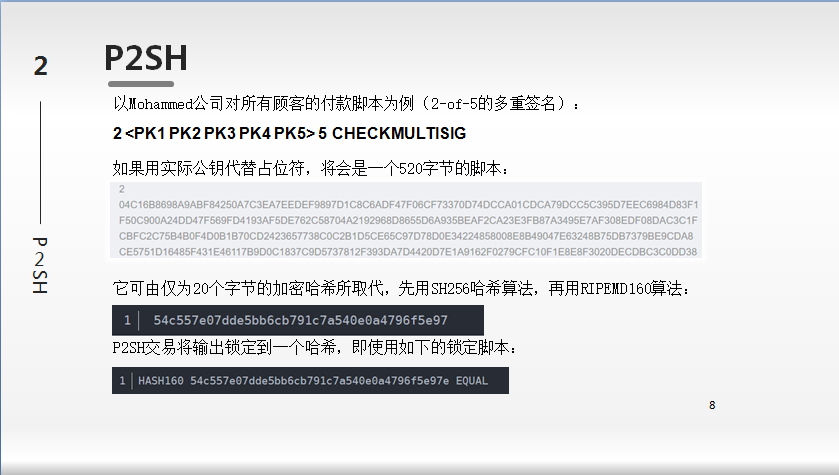 2
P2SH
P2SH
以Mohammed公司对所有顾客的付款脚本为例（2-of-5的多重签名）：
2 <PK1 PK2 PK3 PK4 PK5> 5 CHECKMULTISIG
如果用实际公钥代替占位符，将会是一个520字节的脚本：
2
04C16B8698A9ABF84250A7C3EA7EEDEF9897D1C8C6ADF47F06CF73370D74DCCA01CDCA79DCC5C395D7EEC6984D83F1
F50C900A24DD47F569FD4193AF5DE762C58704A2192968D8655D6A935BEAF2CA23E3FB87A3495E7AF308EDF08DAC3C1F
CBFC2C75B4B0F4D0B1B70CD2423657738C0C2B1D5CE65C97D78D0E34224858008E8B49047E63248B75DB7379BE9CDA8
CE5751D16485F431E46117B9D0C1837C9D5737812F393DA7D4420D7E1A9162F0279CFC10F1E8E8F3020DECDBC3C0DD38
它可由仅为20个字节的加密哈希所取代，先用SH256哈希算法，再用RIPEMD160算法：
1 54c557e07dde5bb6cb791c7a540e0a4796f5e97
P2SH交易将输出锁定到一个哈希，即使用如下的锁定脚本：
1 HASH160 54c557e07dde5bb6cb791c7a540e0a4796f5e97e EQUAL
8